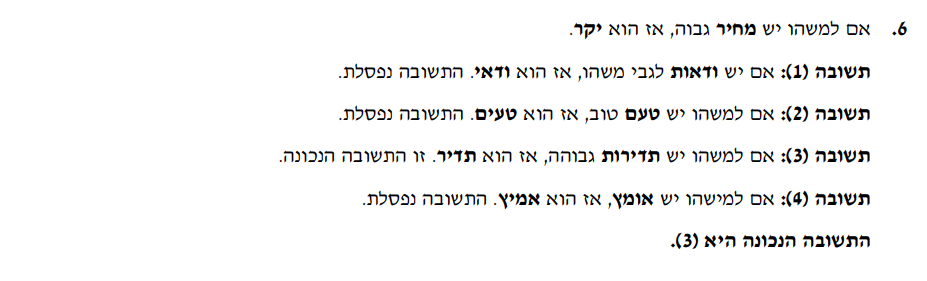 6. אם למשהו יש מחיר גבוה, אז הוא יקר.
תשובה (1): אם יש ודאות לגבי משהו, אז הוא ודאי. התשובה נפסלת.
תשובה (2): אם למשהו יש טעם טוב, אז הוא טעים. התשובה נפסלת.
תשובה (3): אם למשהו יש תדירות גבוהה, אז הוא תדיר. זו התשובה הנכונה.
תשובה (4): אם למישהו יש אומץ, אז הוא אמיץ. התשובה נפסלת.
התשובה הנכונה היא (3).